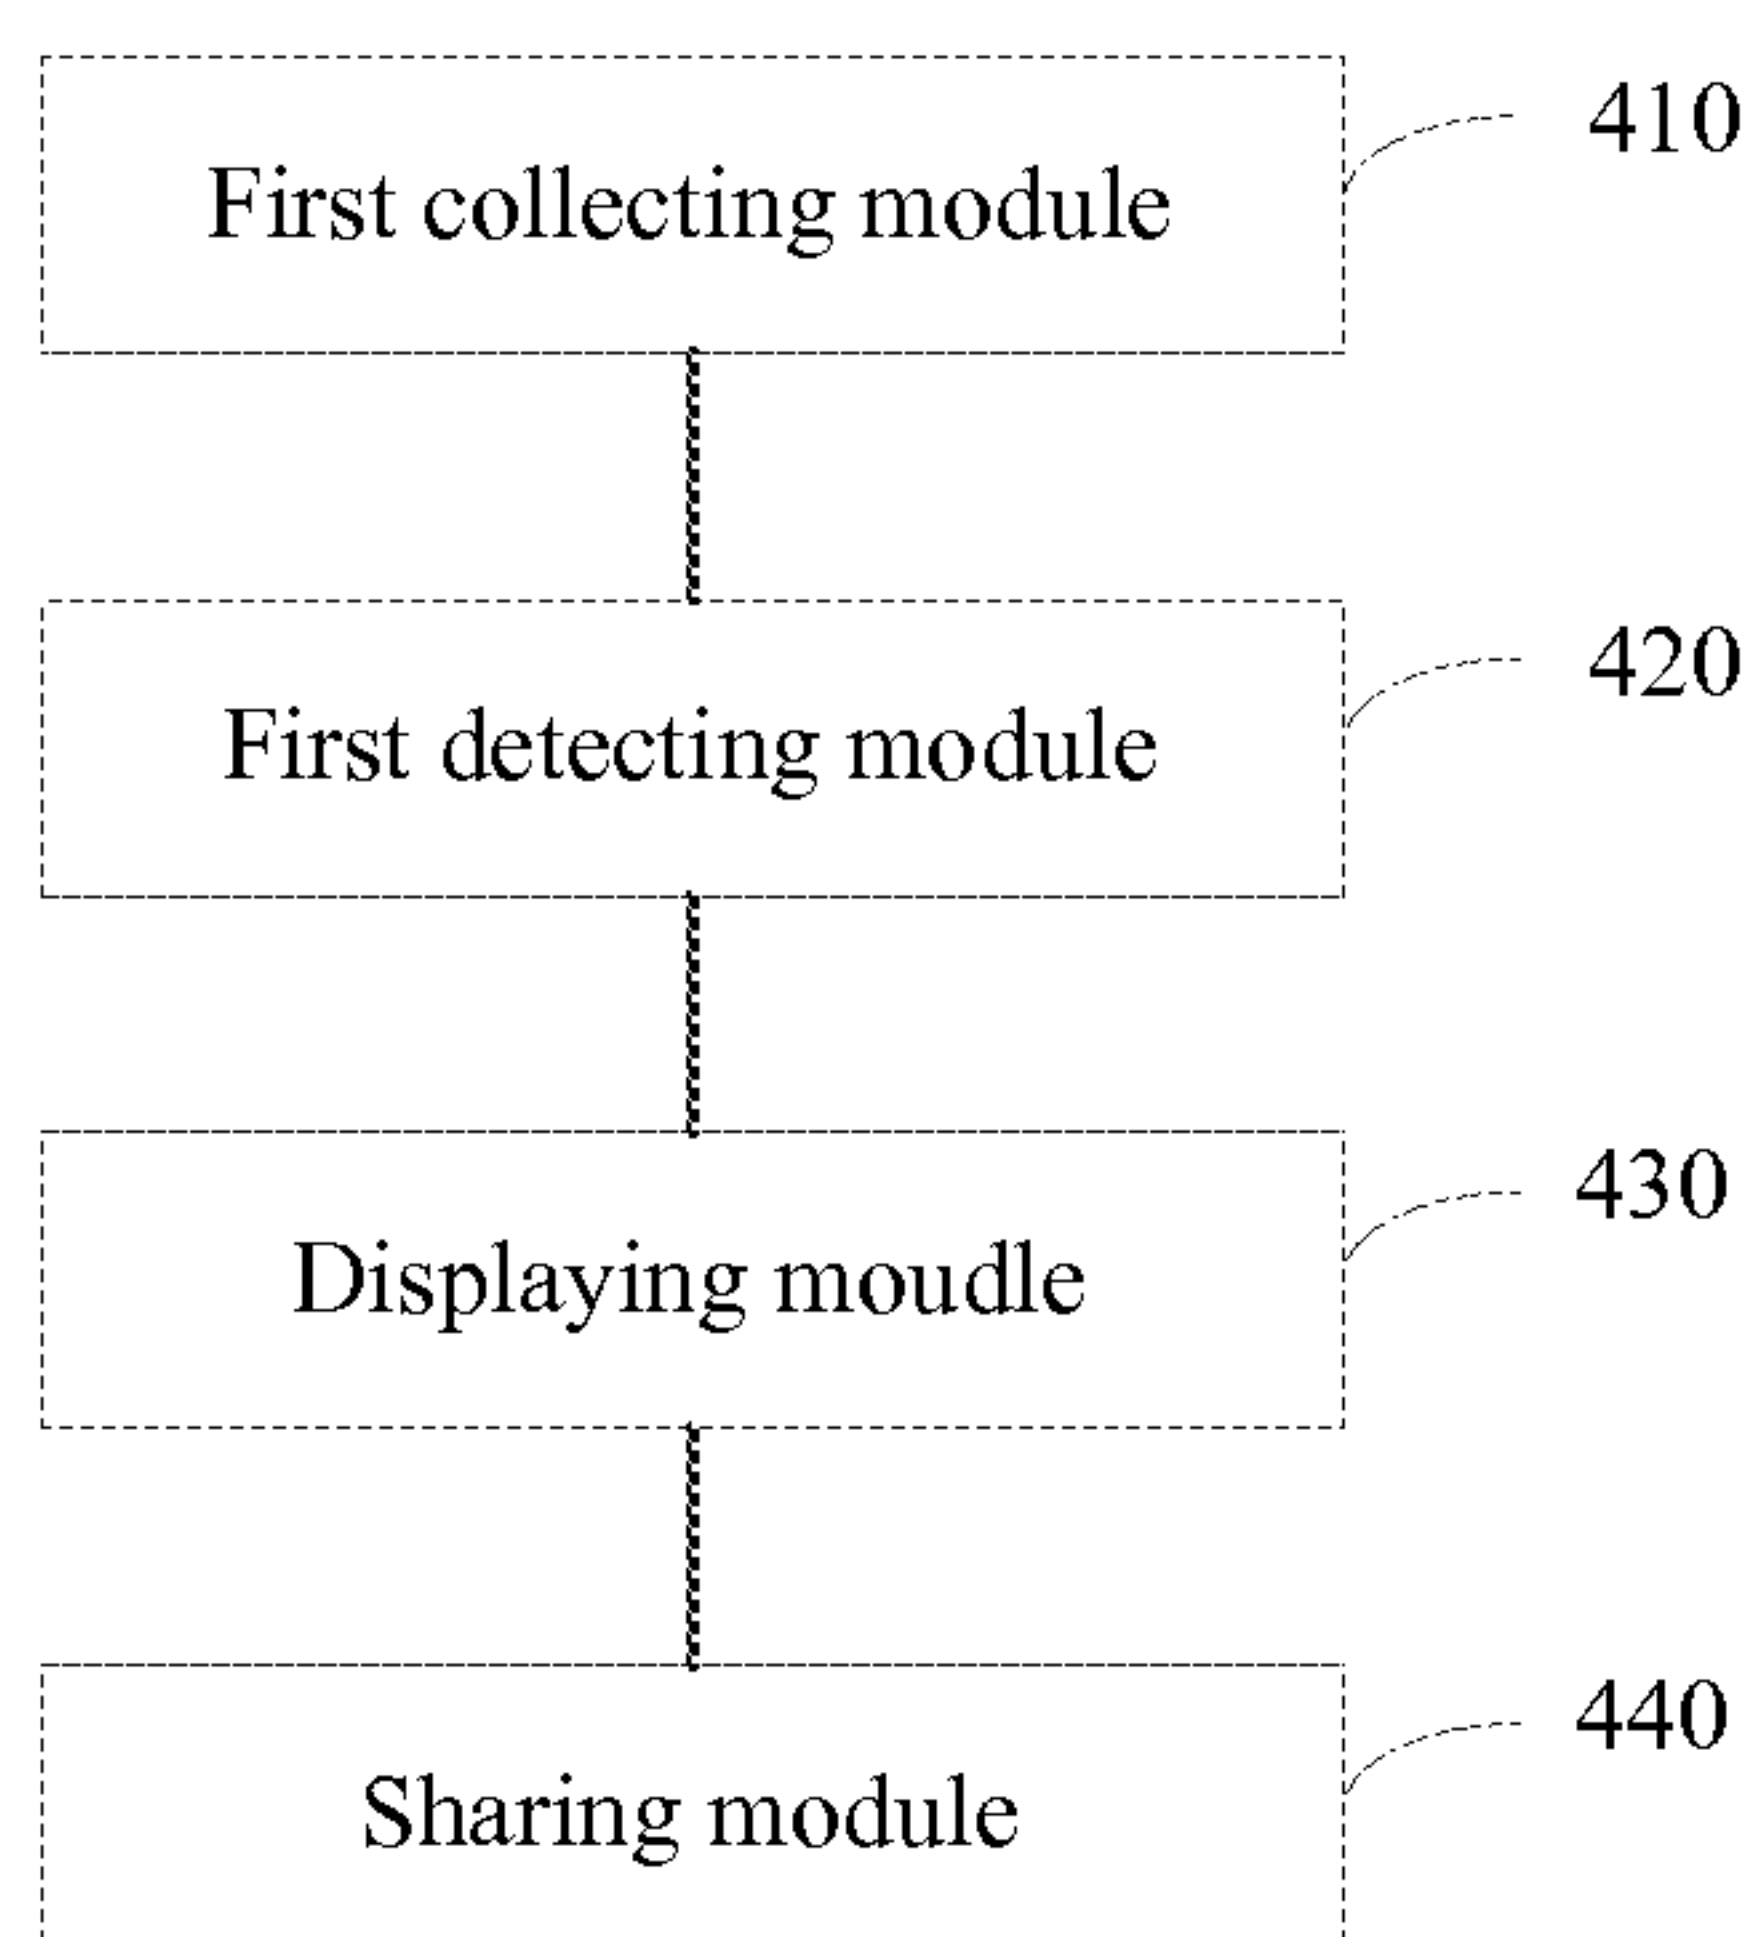 410
First collecting module
420
First detecting module
430
Displaying moudle
440
Sharing module